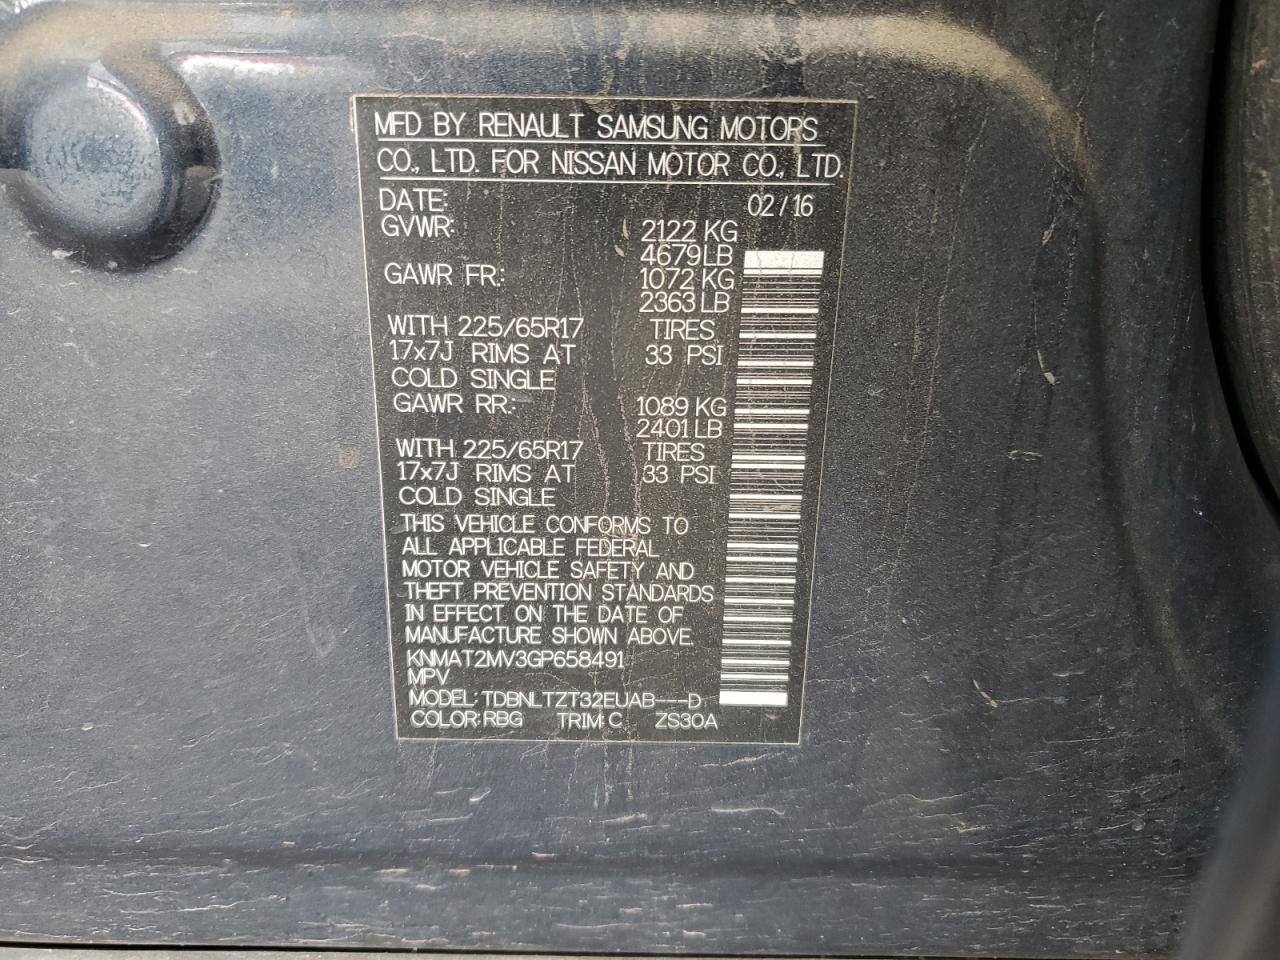 MFD BY RENAULT SAMSUNG MOTORS
CO., LTD. FOR NISSAN MOTOR CO., LTD.
DATE: 02/16
GVWR: 2122 KG
4679LB
GAWR FR: 1072 KG
2363 LB
WITH 225/65R17 TIRES,
17x7J RIMS AT 33 PSI
COLD SINGLE
GAWR RR: 1089 KG
2401 LB
WITH 225/65R17 TIRES
17x7J RIMS AT 33 PSI
COLD SINGLE
THIS VEHICLE CONFORMS TO
ALL APPLICABLE FEDERAL
MOTOR VEHICLE SAFETY AND
THEFT PREVENTION STANDARDS
IN EFFECT ON THE DATE OF
MANUFACTURE SHOWN ABOVE.
KNMAT2MV3GP658491
MPV
MODEL: TDBNLTZT32EUAB---D
COLOR: RBG TRIM: C ZS30A